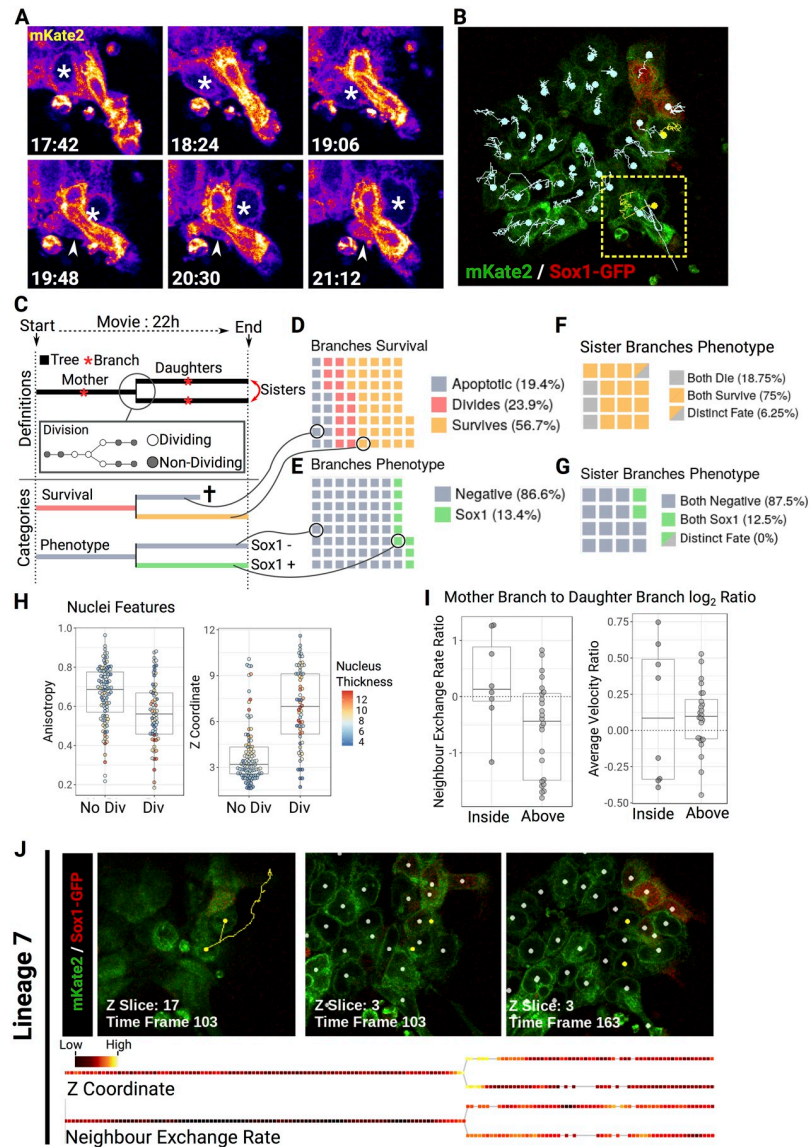 A
mKate2
17:42
18:24
19:06
19:48
20:30
21:12
B
mKate2 / Sox1-GFP
C
Start
Movie : 22h
End
Definitions
Tree *Branch
Mother
Daughters
Sisters
Division
Dividing
Non-Dividing
Categories
Survival
Phenotype
Sox1 -
Sox1 +
D
Branches Survival
Apoptotic (19.4%)
Divides (23.9%)
Survives (56.7%)
E
Branches Phenotype
Negative (86.6%)
Sox1 (13.4%)
F
Sister Branches Phenotype
Both Die (18.75%)
Both Survive (75%)
Distinct Fate (6.25%)
G
Sister Branches Phenotype
Both Negative (87.5%)
Both Sox1 (12.5%)
Distinct Fate (0%)
H
Nuclei Features
Anisotropy
1.0
0.8
0.6
0.4
0.2
No Div
Div
Z Coordinate
12
9
6
3
No Div
Div
Nucleus
Thickness
12
10
8
6
4
I
Mother Branch to Daughter Branch log2 Ratio
Neighbour Exchange Rate Ratio
1
0
-1
Inside
Above
Average Velocity Ratio
0.75
0.50
0.25
0.00
-0.25
-0.50
Inside
Above
J
Lineage 7
mKate2 / Sox1-GFP
Z Slice: 17
Time Frame 103
Z Slice: 3
Time Frame 103
Z Slice: 3
Time Frame 163
Low
High
Z Coordinate
Neighbour Exchange Rate